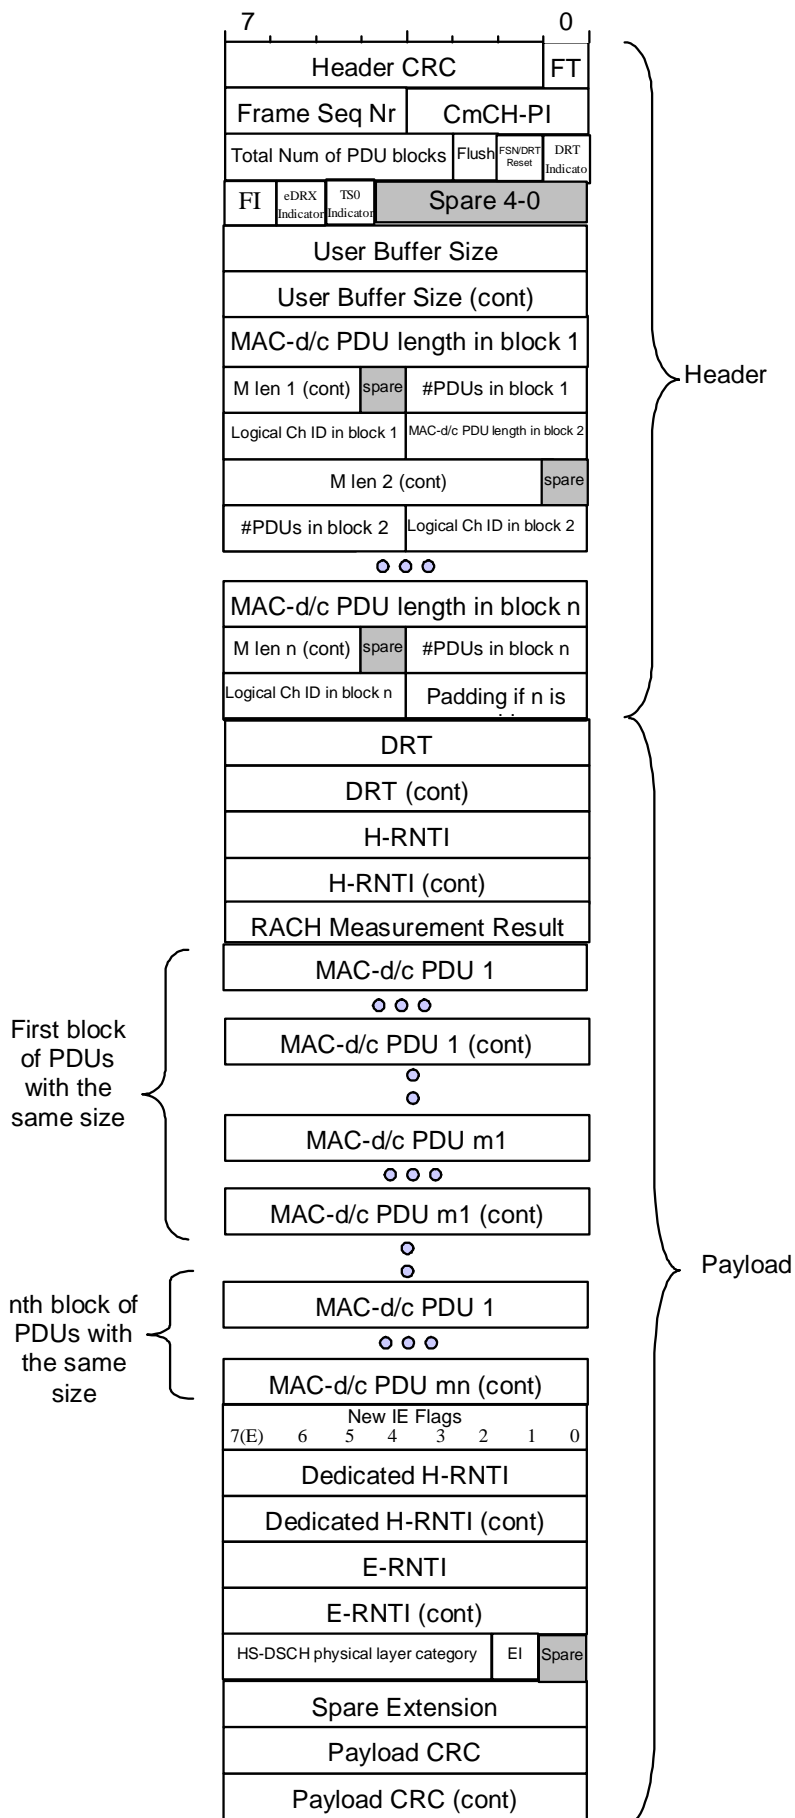 7 0
Header CRC FT
Frame Seq Nr CmCH-PI
Total Num of PDU blocks Flush FSN/DRT Reset DRT Indicato
FI eDRX Indicator TS0 Indicator Spare 4-0
User Buffer Size
User Buffer Size (cont)
MAC-d/c PDU length in block 1
Header
M len 1 (cont) spare #PDUs in block 1
Logical Ch ID in block 1 MAC-d/c PDU length in block 2
M len 2 (cont) spare
#PDUs in block 2 Logical Ch ID in block 2
MAC-d/c PDU length in block n
M len n (cont) spare #PDUs in block n
Logical Ch ID in block n Padding if n is
DRT
DRT (cont)
H-RNTI
H-RNTI (cont)
RACH Measurement Result
MAC-d/c PDU 1
First block
of PDUs
with the
same size
MAC-d/c PDU 1 (cont)
MAC-d/c PDU m1
MAC-d/c PDU m1 (cont)
Payload
nth block of
PDUs with
the same
size
MAC-d/c PDU 1
MAC-d/c PDU mn (cont)
New IE Flags
7(E) 6 5 4 3 2 1 0
Dedicated H-RNTI
Dedicated H-RNTI (cont)
E-RNTI
E-RNTI (cont)
HS-DSCH physical layer category EI Spare
Spare Extension
Payload CRC
Payload CRC (cont)